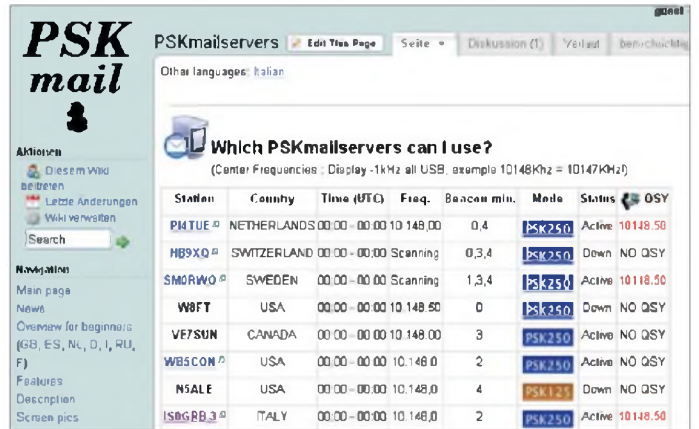 guest
PSK
mail
PSKmailservers Edit This Page Seite Diskussion (1) Verlauf
Other languages: Italian
Which PSKmailservers can I use?
(Center Frequencies : Display -1kHz all USB, example 10148Khz = 10147KHz!)
Station Country Time (UTC) Freq. Beacon min. Mode Status QSY
PI4TUE NETHERLANDS 00:00 - 00:00 10.148,00 0,4 PSK250 Active 10148.50
HB9XQ SWITZERLAND 00:00 - 00:00 Scanning 0,3,4 PSK250 Down NO QSY
SM0RWO SWEDEN 00:00 - 00:00 Scanning 1,3,4 PSK250 Active 10148.50
W8FT USA 00:00 - 00:00 10.148.50 0 PSK250 Down NO QSY
VE7SUN CANADA 00:00 - 00:00 10.148.00 3 PSK250 Active NO QSY
WB5CON USA 00:00 - 00:00 10.148.0 2 PSK250 Active NO QSY
N5ALE USA 00:00 - 00:00 10.148,0 4 PSK125 Down NO QSY
IS0GRB.3 ITALY 00:00 - 00:00 10.148,0 2 PSK250 Active 10148.50
Aktionen
Diesem Wiki
beitreten
Letzte Änderungen
Wiki verwalten
Search
Navigation
Main page
News
Overview for beginners
(GB, ES, NL, D, I, RU,
F)
Features
Description
Screen pics